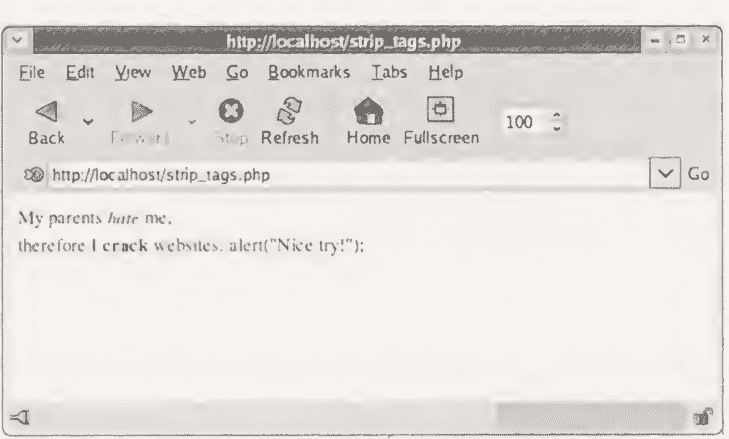 http://localhost/strip_tags.php
File Edit View Web Go Bookmarks Tabs Help
Back Forward Stop Refresh Home Fullscreen 100
http://localhost/strip_tags.php Go
My parents hate me,
therefore I crack websites. alert("Nice try!");